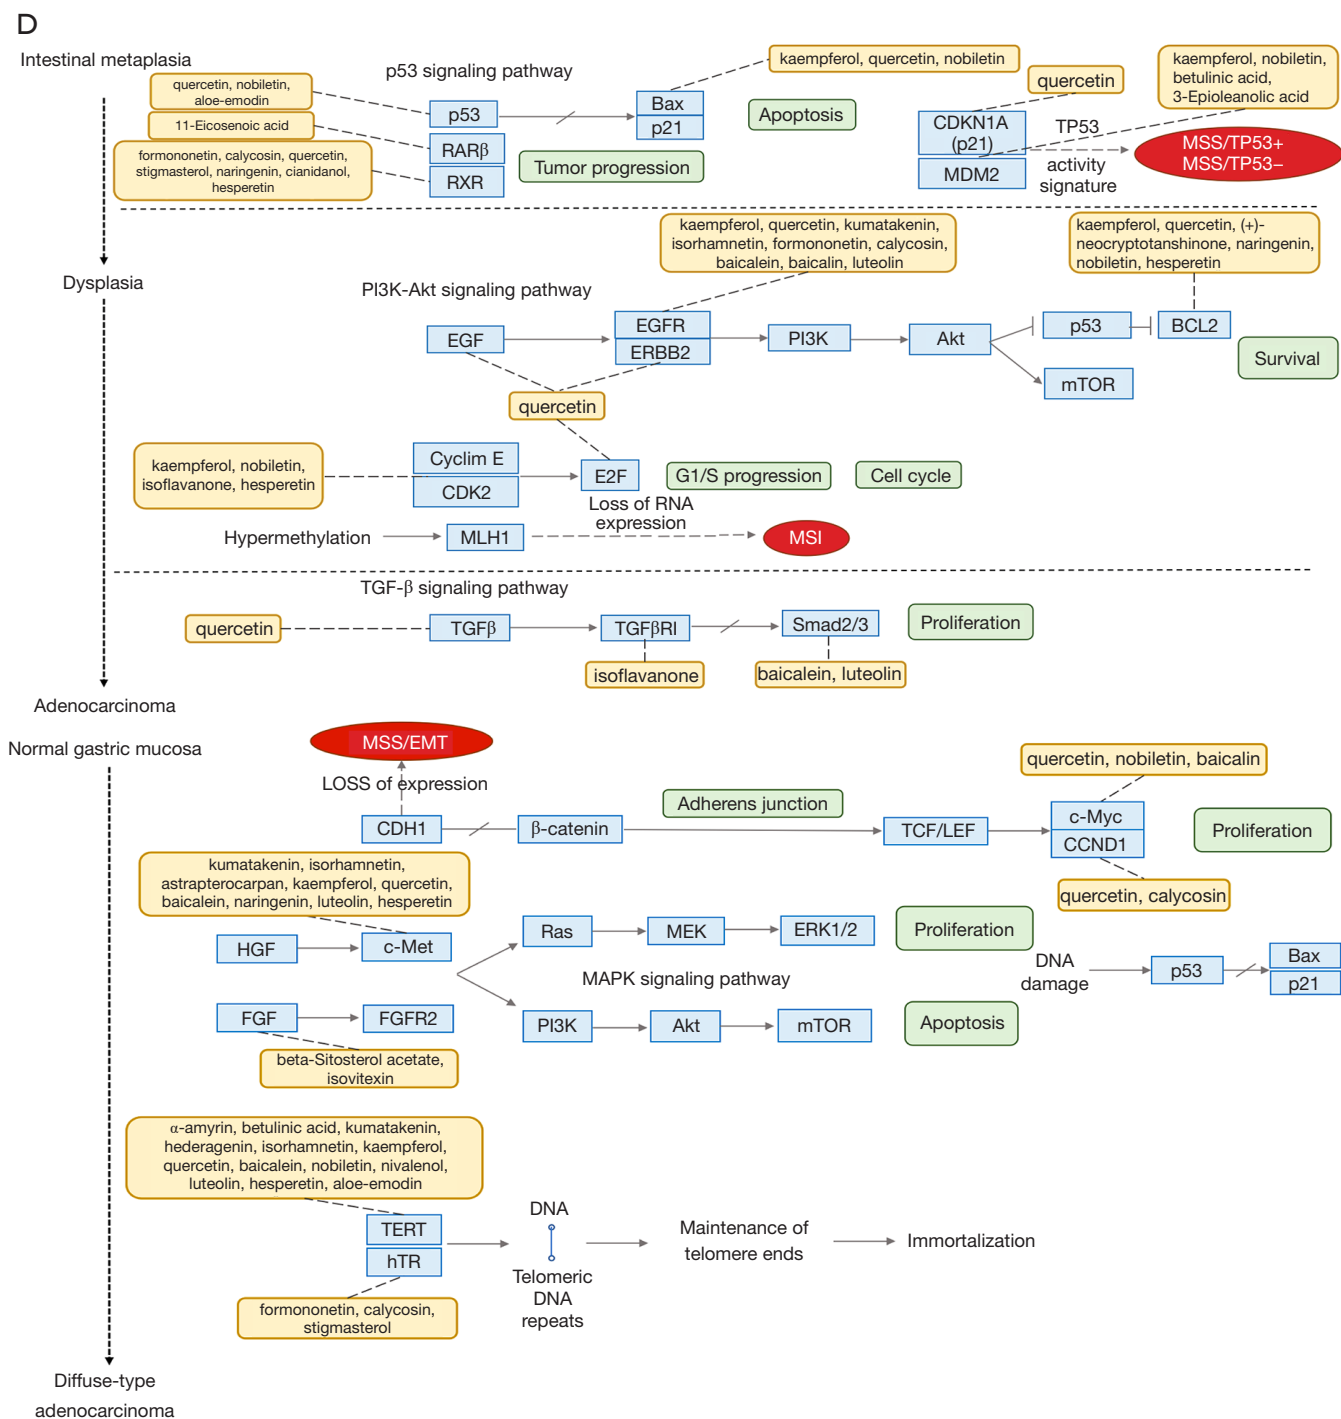 D
Intestinal metaplasia
p53 signaling pathway
quercetin, nobiletin,
aloe-emodin
11-Eicosenoic acid
formononetin, calycosin, quercetin,
stigmasterol, naringenin, cianidanol,
hesperetin
p53
RARβ
RXR
Tumor progression
Bax
p21
kaempferol, quercetin, nobiletin
Apoptosis
quercetin
kaempferol, nobiletin,
betulinic acid,
3-Epioleanolic acid
CDKN1A
(p21)
MDM2
TP53
activity
signature
MSS/TP53+
MSS/TP53–
Dysplasia
PI3K-Akt signaling pathway
kaempferol, quercetin, kumatakenin,
isorhamnetin, formononetin, calycosin,
baicalein, baicalin, luteolin
kaempferol, quercetin, (+)-
neocryptotanshinone, naringenin,
nobiletin, hesperetin
EGF
EGFR
ERBB2
PI3K
Akt
p53
BCL2
mTOR
Survival
quercetin
kaempferol, nobiletin,
isoflavanone, hesperetin
Cyclim E
CDK2
E2F
G1/S progression
Cell cycle
Loss of RNA
expression
Hypermethylation
MLH1
MSI
TGF-β signaling pathway
quercetin
TGFβ
TGFβRI
Smad2/3
Proliferation
isoflavanone
baicalein, luteolin
Adenocarcinoma
Normal gastric mucosa
MSS/EMT
LOSS of expression
CDH1
β-catenin
Adherens junction
TCF/LEF
quercetin, nobiletin, baicalin
c-Myc
CCND1
Proliferation
quercetin, calycosin
kumatakenin, isorhamnetin,
astrapterocarpan, kaempferol, quercetin,
baicalein, naringenin, luteolin, hesperetin
HGF
c-Met
Ras
MEK
ERK1/2
Proliferation
MAPK signaling pathway
DNA
damage
p53
Bax
p21
FGF
FGFR2
PI3K
Akt
mTOR
Apoptosis
beta-Sitosterol acetate,
isovitexin
α-amyrin, betulinic acid, kumatakenin,
hederagenin, isorhamnetin, kaempferol,
quercetin, baicalein, nobiletin, nivalenol,
luteolin, hesperetin, aloe-emodin
TERT
hTR
DNA
Telomeric
DNA
repeats
Maintenance of
telomere ends
Immortalization
formononetin, calycosin,
stigmasterol
Diffuse-type
adenocarcinoma